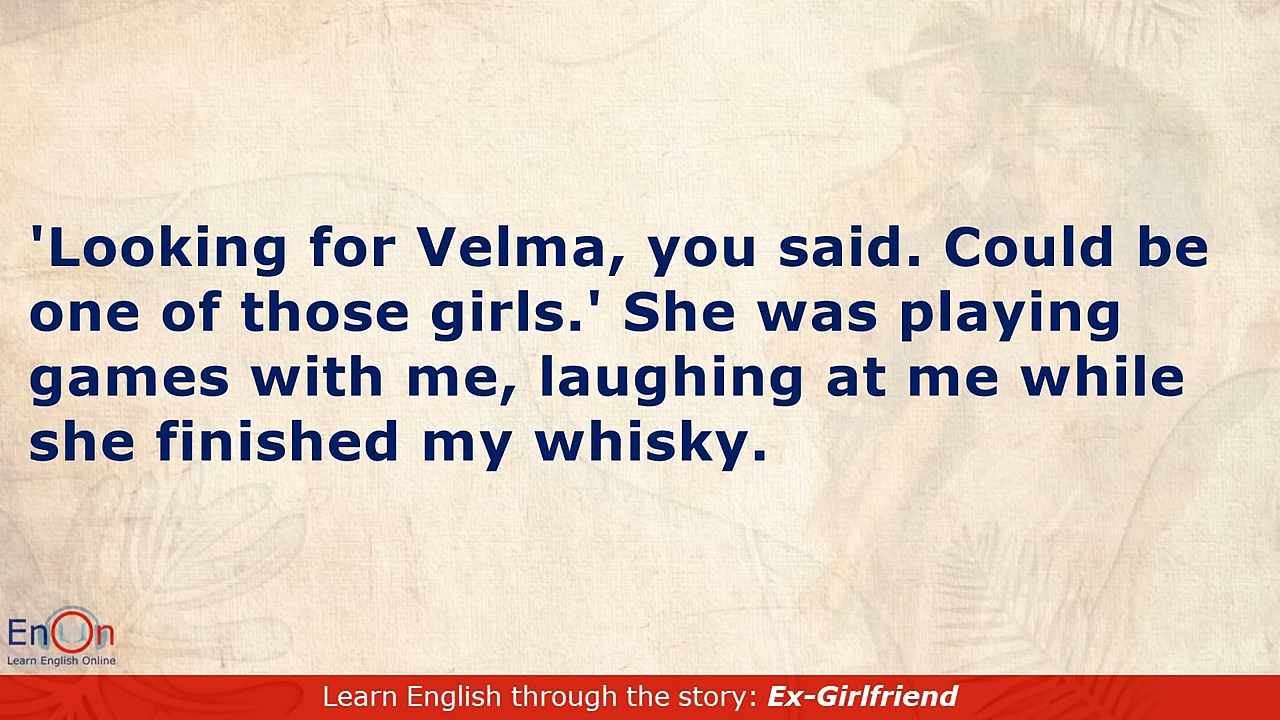 'Looking for Velma, you said. Could be
one of those girls.' She was playing
games with me, laughing at me while
she finished my whisky.
EnOn
Learn English Online
Learn English through the story: Ex-Girlfriend